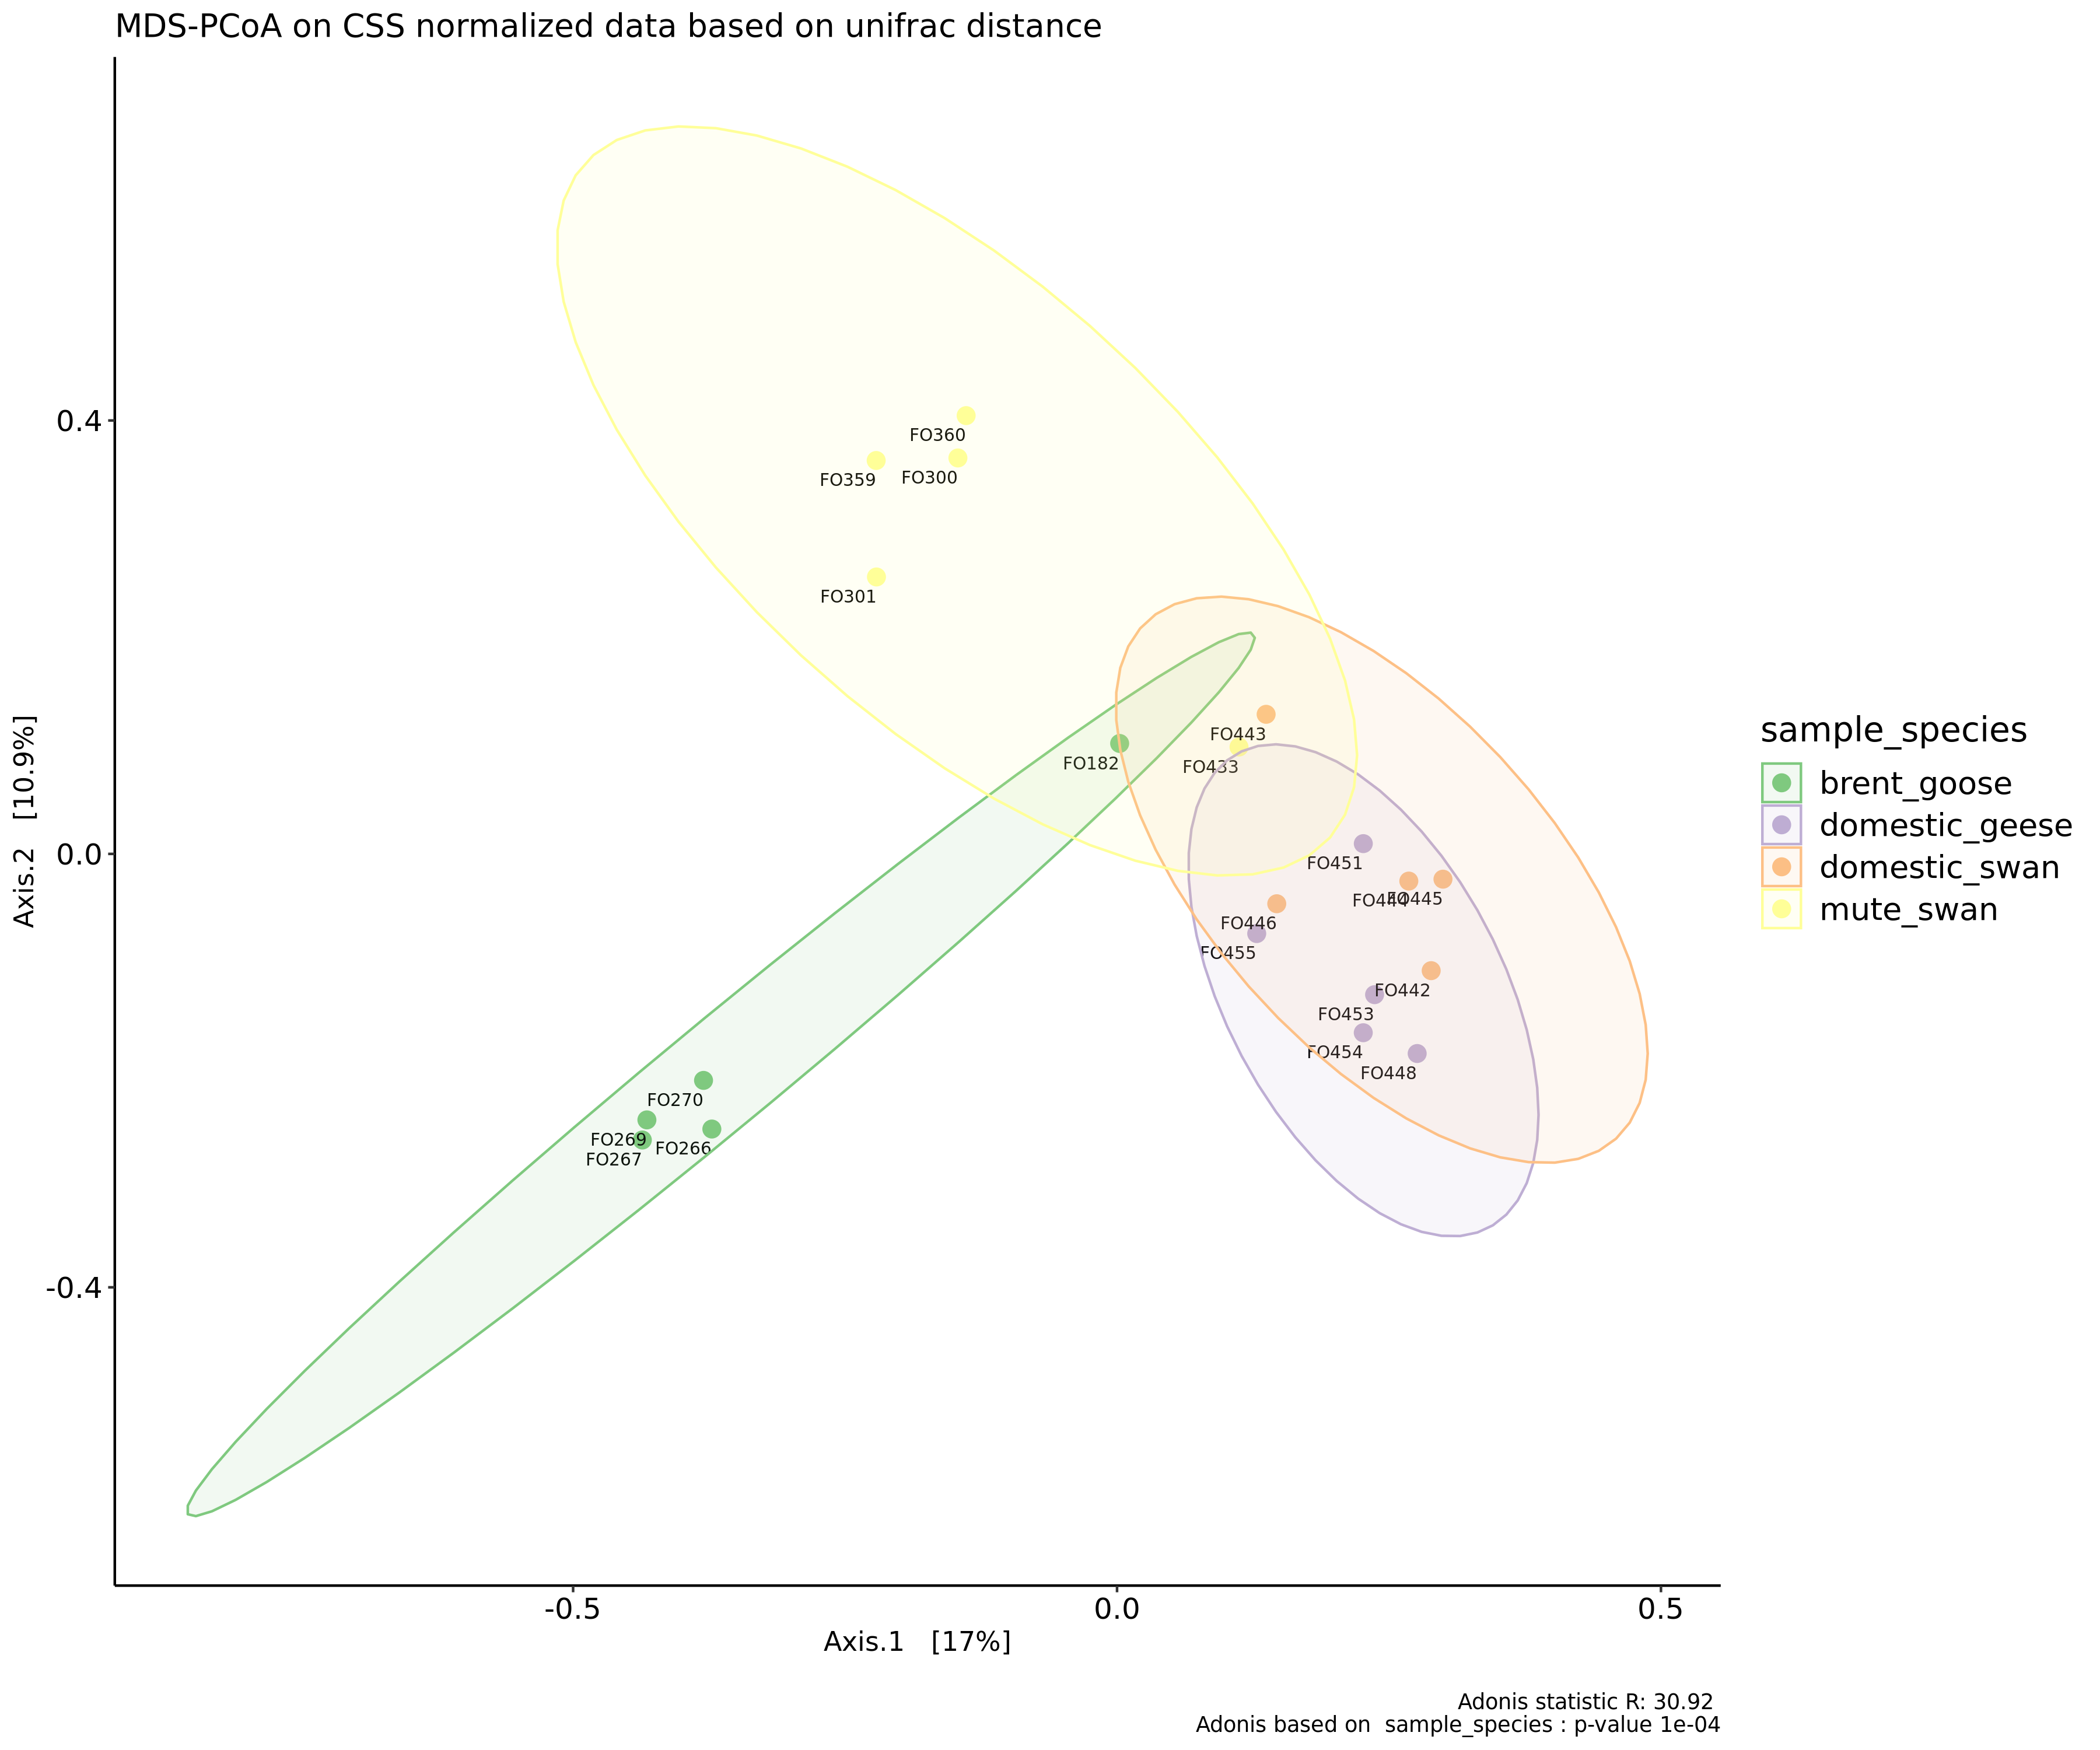 MDS-PCoA on CSS normalized data based on unifrac distance
Axis.2 [10.9%]
0.4
0.0
-0.4
FO360
FO359
FO300
FO301
FO443
FO182
FO433
FO451
FO444
FO445
FO446
FO455
FO442
FO453
FO454
FO448
FO270
FO269
FO266
FO267
sample_species
brent_goose
domestic_geese
domestic_swan
mute_swan
-0.5
0.0
0.5
Axis.1 [17%]
Adonis statistic R: 30.92
Adonis based on sample_species : p-value 1e-04